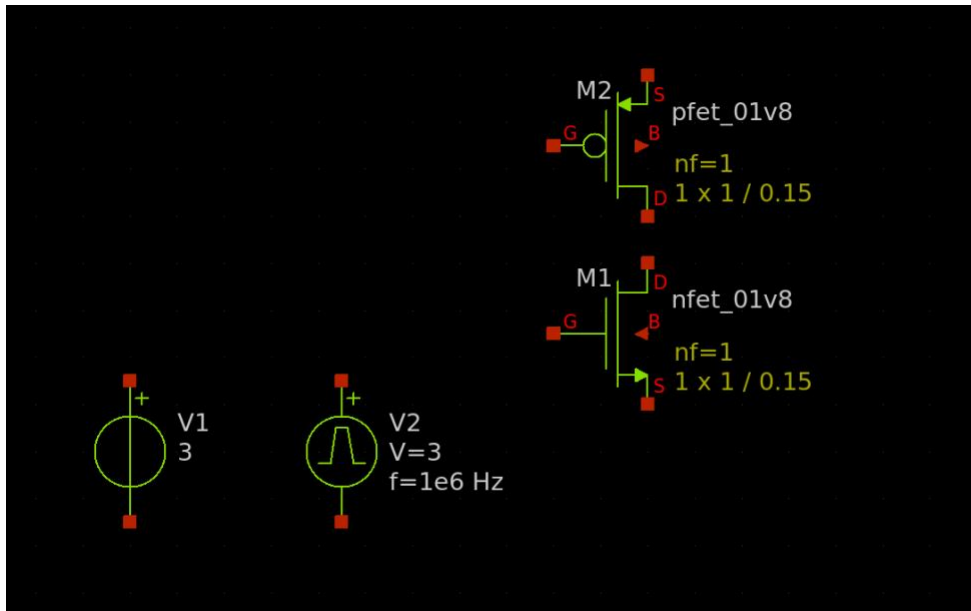 M2
S
pfet_01v8
G
B
nf=1
D
1 x 1 / 0.15
M1
D
nfet_01v8
G
B
nf=1
S
1 x 1 / 0.15
+
V1
3
+
V2
V=3
f=1e6 Hz